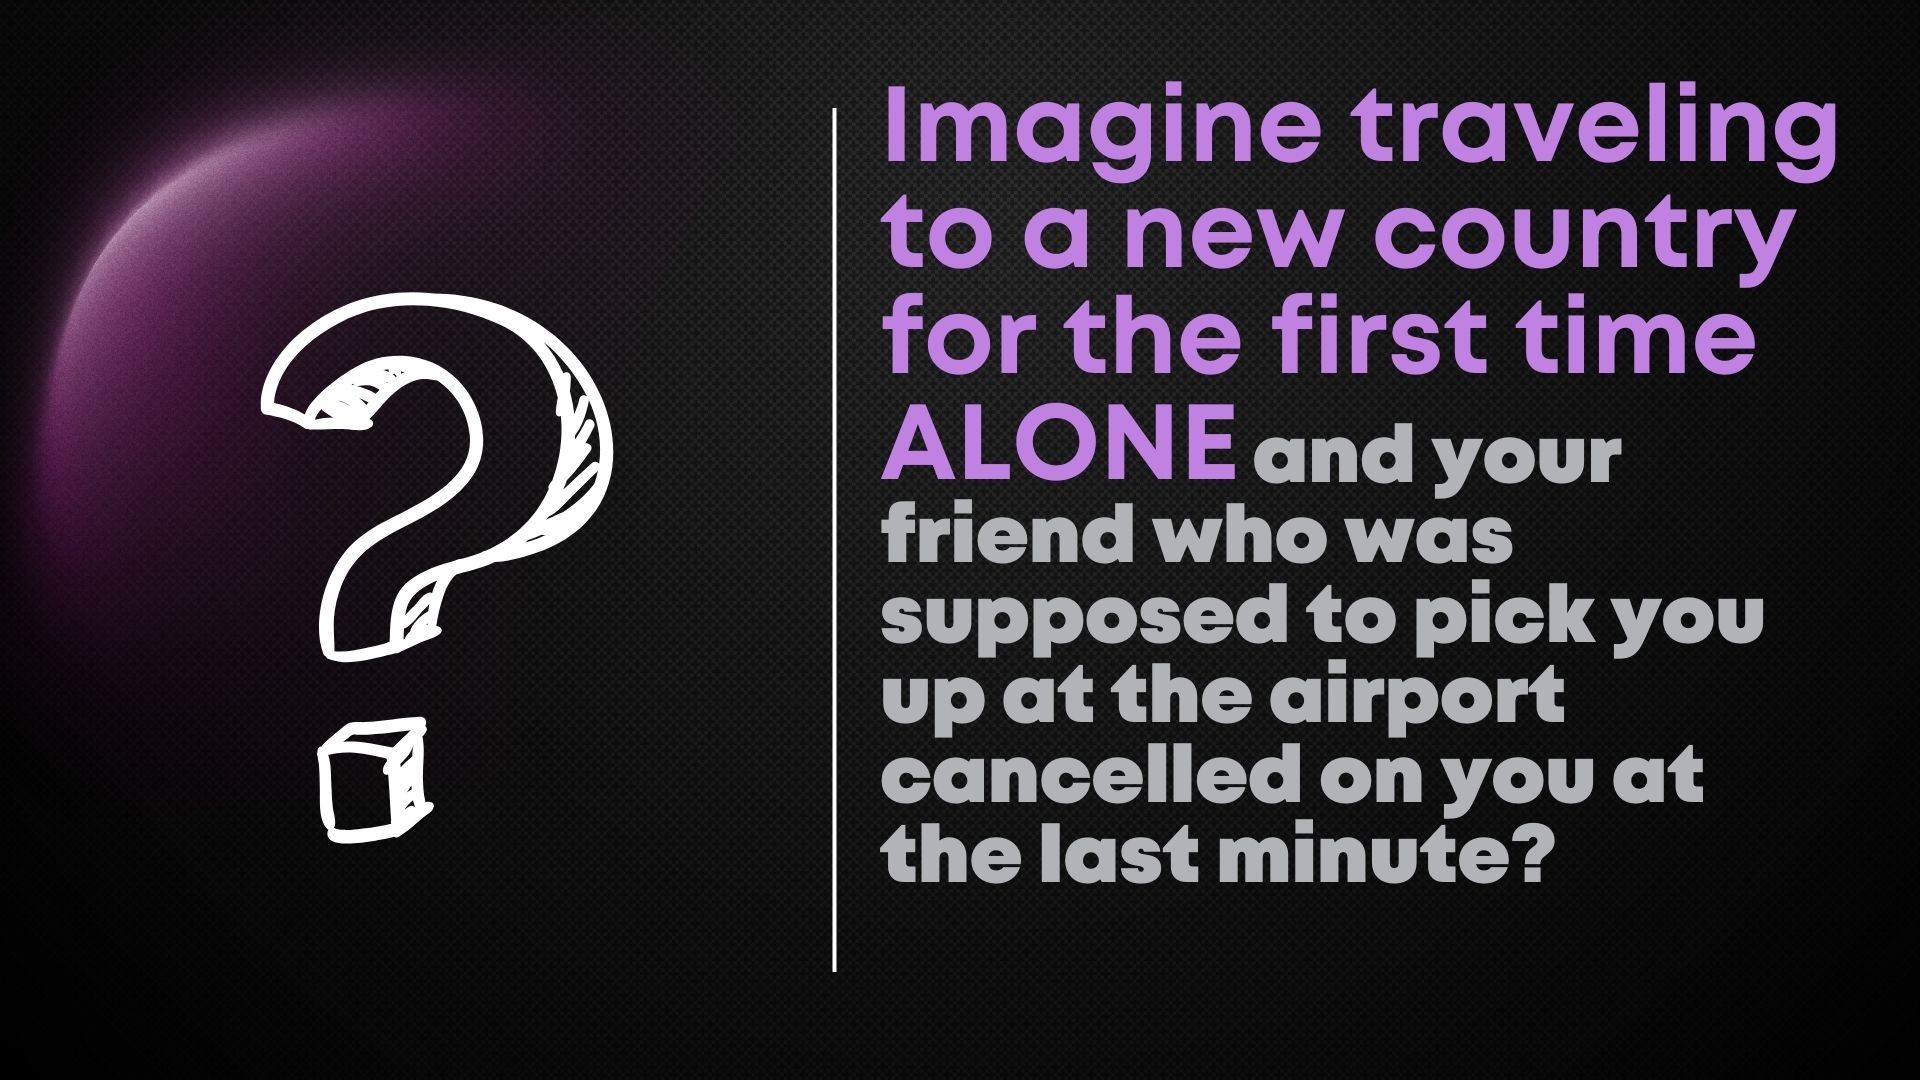 Imagine traveling
to a new country
for the first time
ALONE and your
friend who was
supposed to pick you
up at the airport
cancelled on you at
the last minute?